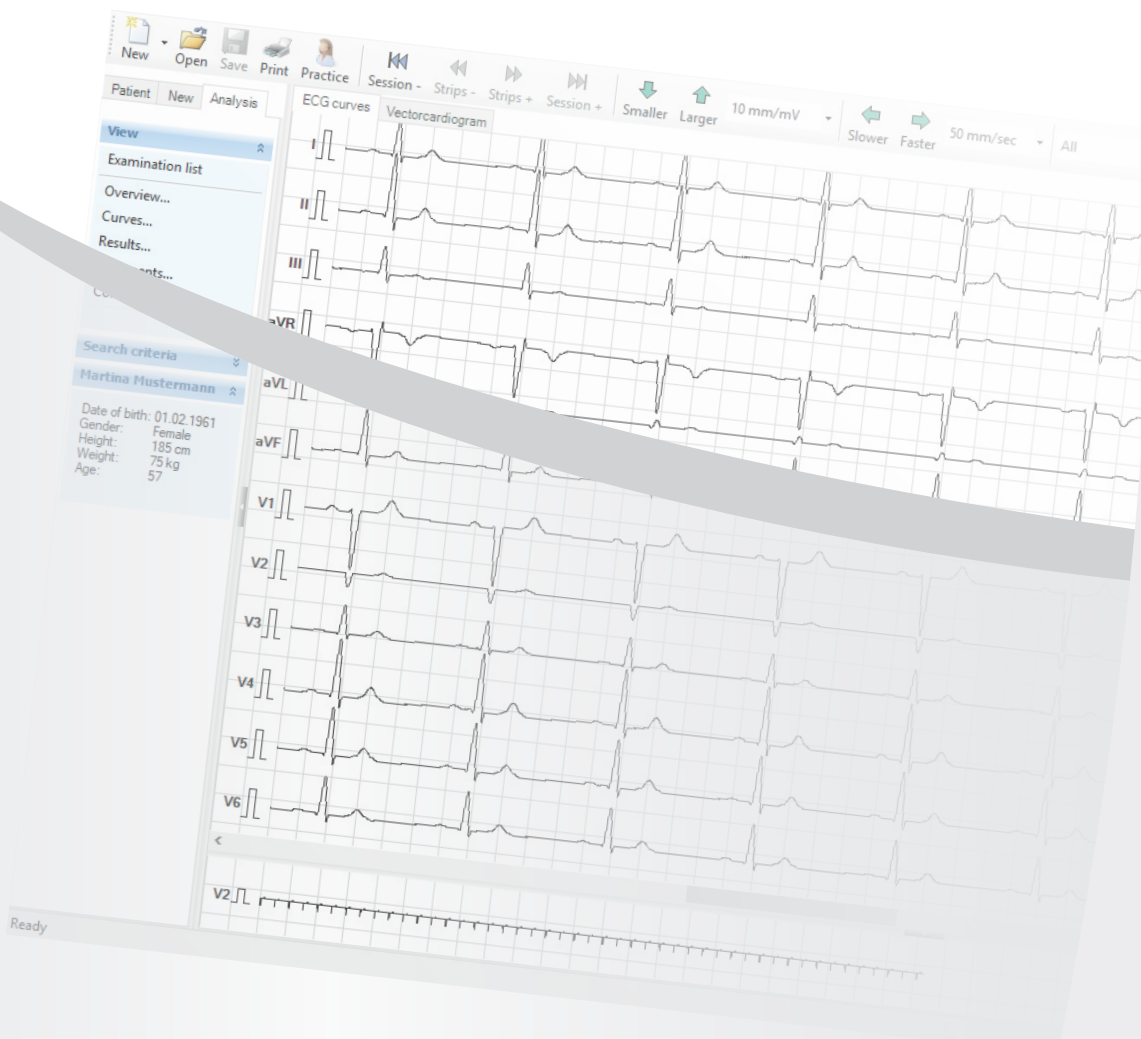 New
Open
Save
Print
Practice
Session -
Strips -
Strips +
Session +
Smaller
Larger
10 mm/mV
Slower
Faster
50 mm/sec
All
Patient
New
Analysis
ECG curves
Vectorcardiogram
View
Examination list
Overview...
Curves...
Results...
Search criteria
Martina Mustermann
Date of birth: 01.02.1961
Gender: Female
Height: 185 cm
Weight: 75 kg
Age: 57
I
II
III
aVR
aVL
aVF
V1
V2
V3
V4
V5
V6
V2
Ready